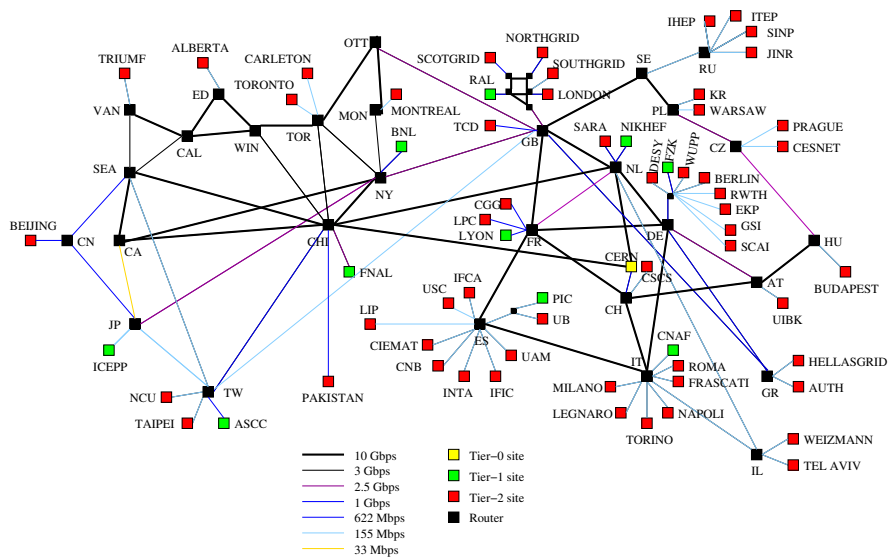 IHEP
ITEP
SINP
JINR
RU
OTT
NORTHGRID
SCOTGRID
SOUTHGRID
RAL
LONDON
SE
ALBERTA
TRIUMF
CARLETON
TORONTO
ED
VAN
CAL
WIN
TOR
MON
MONTREAL
BNL
TCD
GB
KR
PL
WARSAW
PRAGUE
CZ
CESNET
SARA
NIKHEF
NL
DESY
FZK
WUPP
BERLIN
RWTH
EKP
GSI
SCAI
SEA
NY
CGG
LPC
LYON
FR
DE
BEIJING
CN
CA
CHI
FNAL
CERN
CSCS
CH
HU
BUDAPEST
AT
UIBK
JP
ICEPP
LIP
USC
IFCA
PIC
UB
ES
CIEMAT
CNB
INTA
IFIC
UAM
IT
CNAF
ROMA
FRASCATI
MILANO
LEGNARO
TORINO
NAPOLI
HELLASGRID
GR
AUTH
NCU
TW
TAIPEI
ASCC
PAKISTAN
WEIZMANN
IL
TEL AVIV
10 Gbps
3 Gbps
2.5 Gbps
1 Gbps
622 Mbps
155 Mbps
33 Mbps
Tier−0 site
Tier−1 site
Tier−2 site
Router